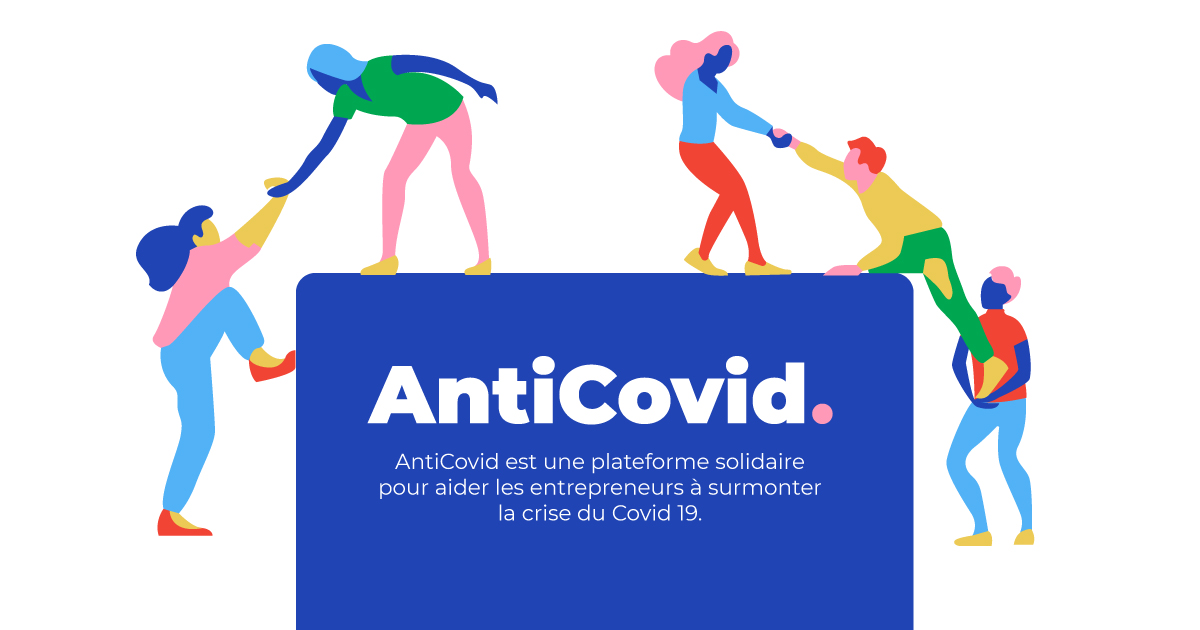 AntiCovid.
AntiCovid est une plateforme solidaire
pour aider les entrepreneurs à surmonter
la crise du Covid 19.